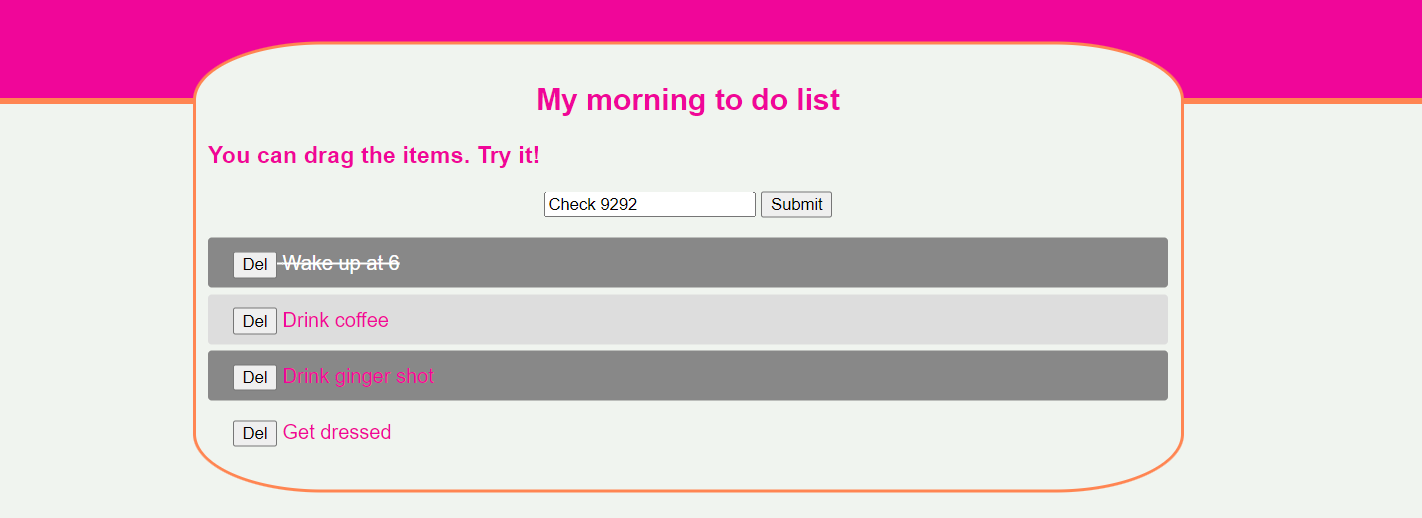 My morning to do list
You can drag the items. Try it!
Check 9292 Submit
Del Wake up at 6
Del Drink coffee
Del Drink ginger shot
Del Get dressed